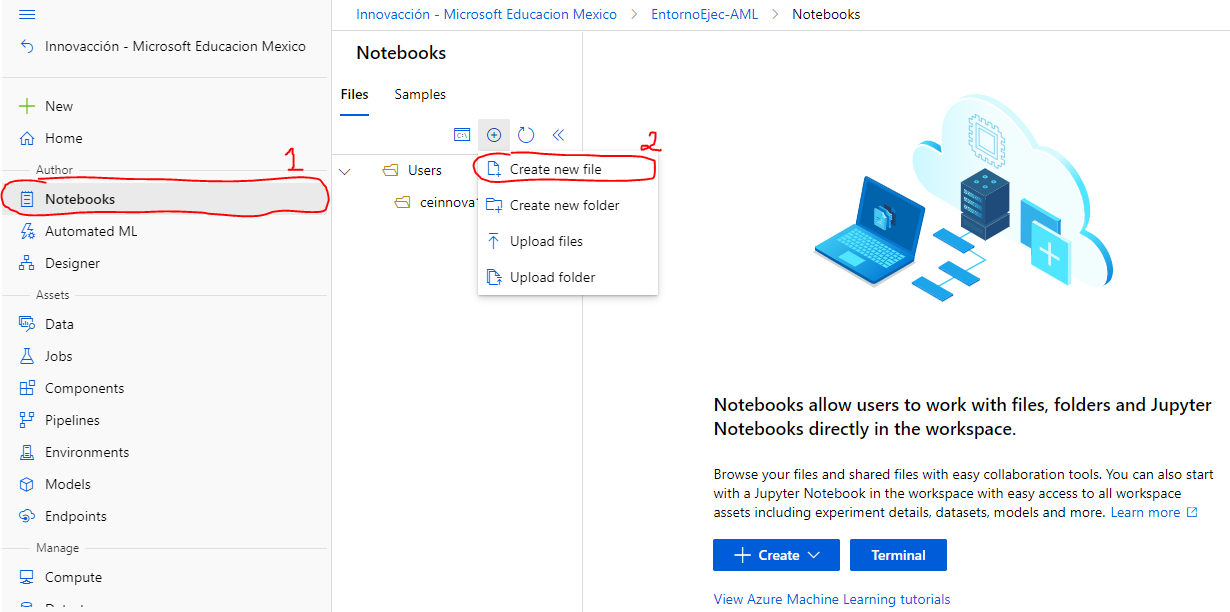 Innovacción - Microsoft Educacion Mexico
New
Home
Author
1
Notebooks
Automated ML
Designer
Assets
Data
Jobs
Components
Pipelines
Environments
Models
Endpoints
Manage
Compute
Innovacción - Microsoft Educacion Mexico > EntornoEjec-AML > Notebooks
Notebooks
Files Samples
Users
2
Create new file
Create new folder
Upload files
Upload folder
Notebooks allow users to work with files, folders and Jupyter
Notebooks directly in the workspace.
Browse your files and shared files with easy collaboration tools. You can also start
with a Jupyter Notebook in the workspace with easy access to all workspace
assets including experiment details, datasets, models and more. Learn more
Create Terminal
View Azure Machine Learning tutorials